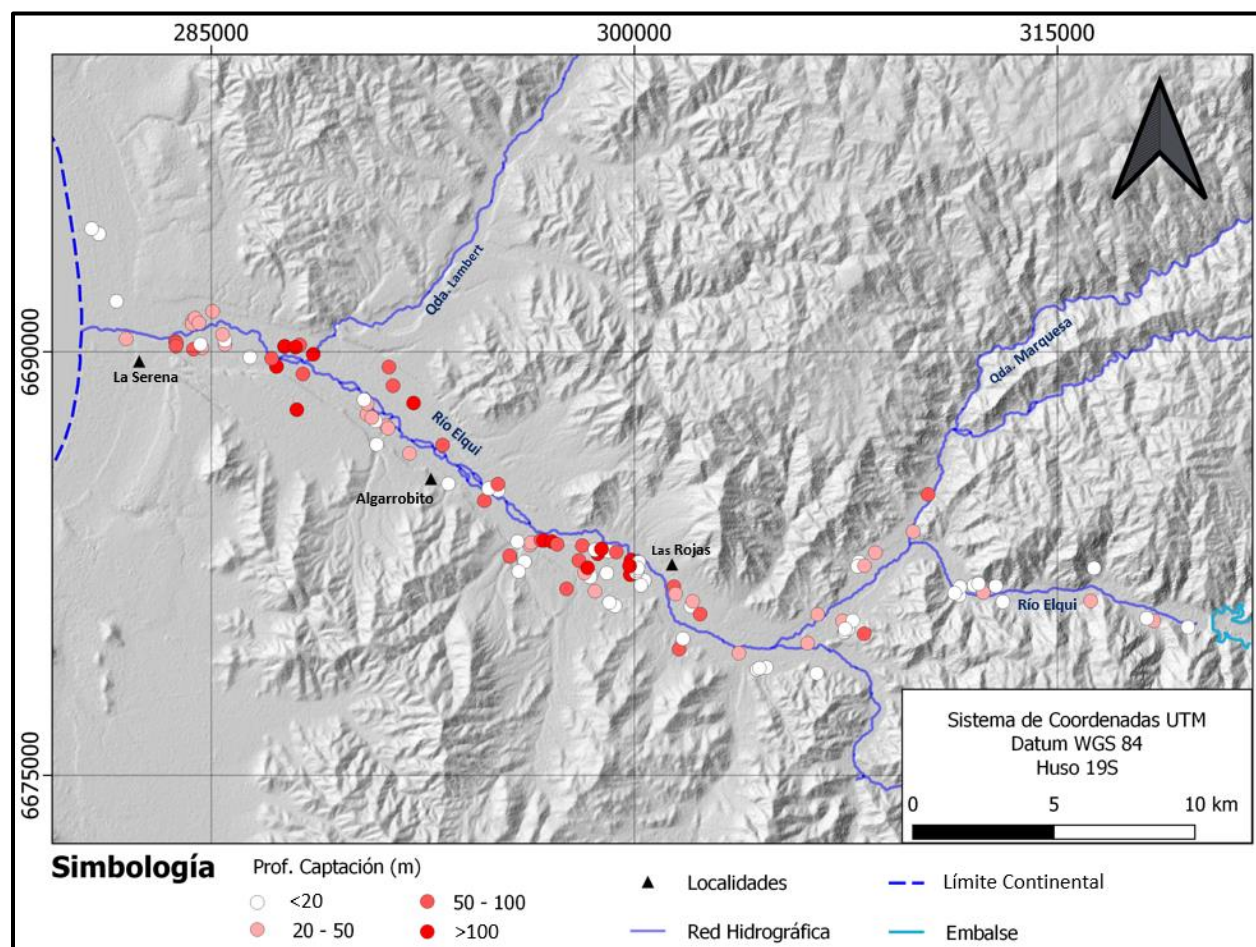 285000
300000
315000
6690000
6675000
Qda. Lambert
Qda. Marquesa
La Serena
Río Elqui
Algarrobito
Las Rojas
Río Elqui
Sistema de Coordenadas UTM
Datum WGS 84
Huso 19S
0 5 10 km
Simbología
Prof. Captación (m)
<20
20 - 50
50 - 100
>100
Localidades
Red Hidrográfica
Límite Continental
Embalse